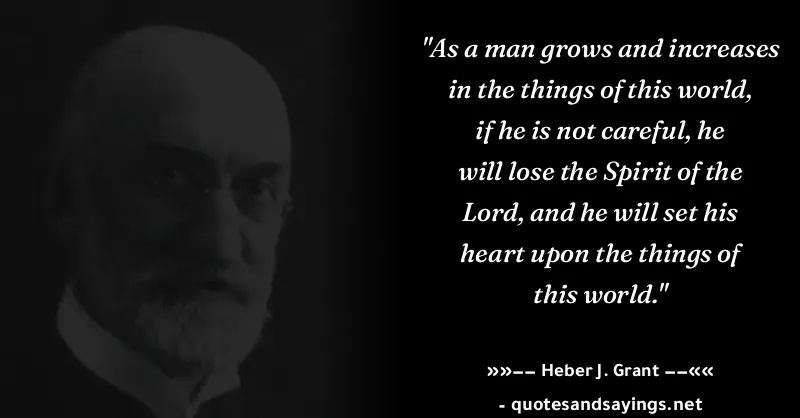 "As a man grows and increases
in the things of this world,
if he is not careful, he
will lose the Spirit of the
Lord, and he will set his
heart upon the things of
this world."
»»−− Heber J. Grant −−««
- quotesandsayings.net